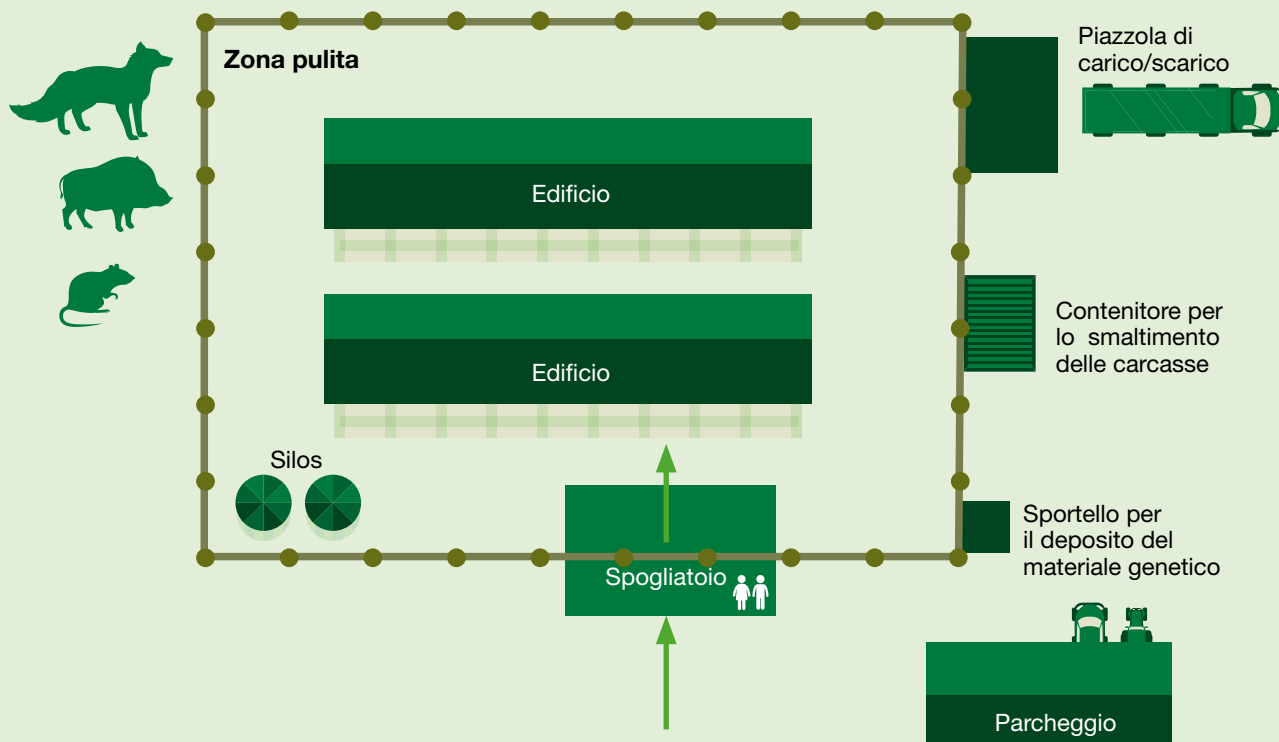 Zona pulita
Piazzola di
carico/scarico
Edificio
Edificio
Contenitore per
lo smaltimento
delle carcasse
Silos
Sportello per
il deposito del
materiale genetico
Spogliatoio
Parcheggio